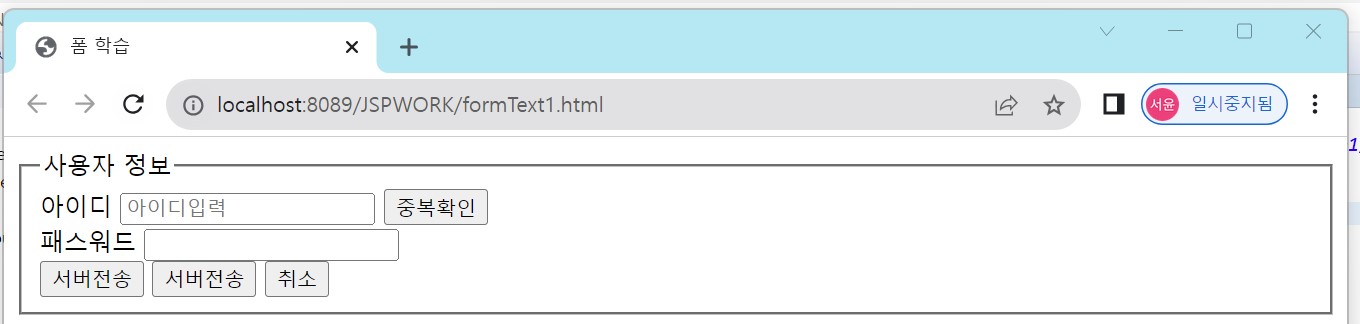 폼 학습
localhost:8089/JSPWORK/formText1.html
서윤 일시중지됨
사용자 정보
아이디 아이디입력 중복확인
패스워드
서버전송 서버전송 취소